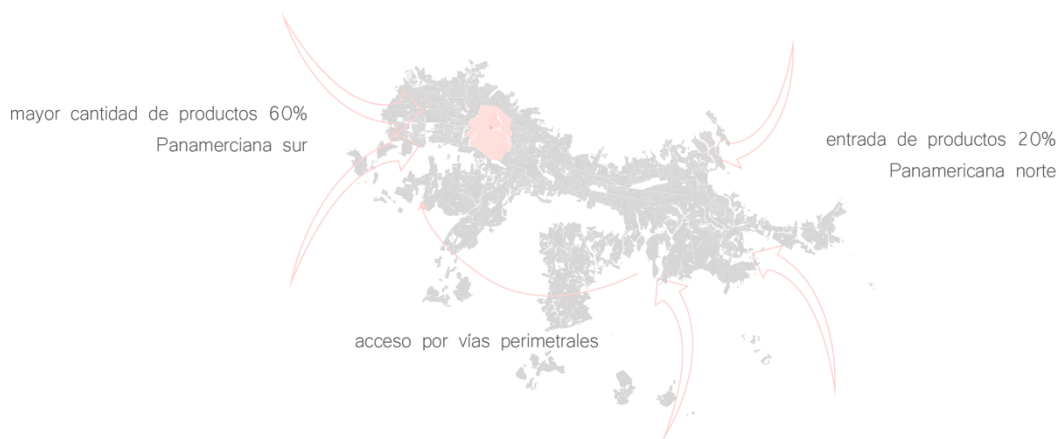 mayor cantidad de productos 60%
Panamerciana sur
entrada de productos 20%
Panamericana norte
acceso por vías perimetrales